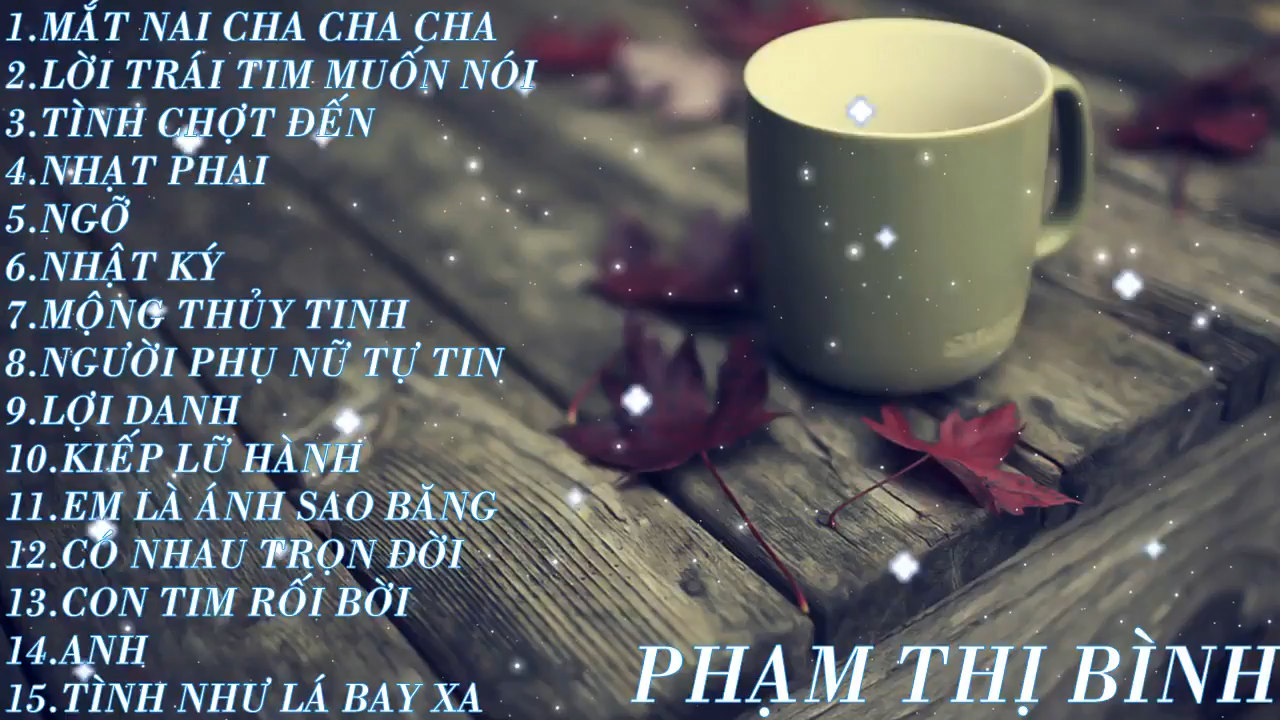 1.MẮT NAI CHA CHA CHA
2.LỜI TRÁI TIM MUỐN NÓI
3.TÌNH CHỢT ĐẾN
4.NHẠT PHAI
5.NGỠ
6.NHẬT KÝ
7.MỘNG THỦY TINH
8.NGƯỜI PHỤ NỮ TỰ TIN
9.LỢI DANH
10.KIẾP LỮ HÀNH
11.EM LÀ ÁNH SAO BĂNG
12.CÓ NHAU TRỌN ĐỜI
13.CON TIM RỐI BỜI
14.ANH
15.TÌNH NHƯ LÁ BAY XA
PHẠM THỊ BÌNH